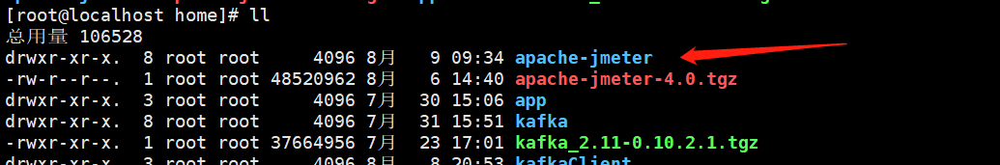 [root@localhost home]# ll
总用量 106528
drwxr-xr-x.  8 root root     4096 8月   9 09:34 apache-jmeter
-rw-r--r--.  1 root root 48520962 8月   6 14:40 apache-jmeter-4.0.tgz
drwxr-xr-x.  3 root root     4096 7月  30 15:06 app
drwxr-xr-x.  8 root root     4096 7月  31 15:51 kafka
-rwxr-xr-x.  1 root root 37664956 7月  23 17:01 kafka_2.11-0.10.2.1.tgz
drwxr-xr-x.  3 root root     4096 8月   8 20:53 kafkaClient